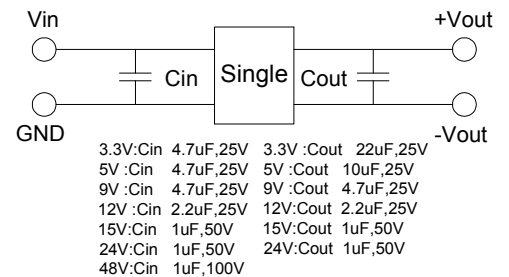 Vin +Vout
Cin Single Cout
GND -Vout
3.3V:Cin 4.7uF,25V 3.3V :Cout 22uF,25V
5V :Cin 4.7uF,25V 5V :Cout 10uF,25V
9V :Cin 4.7uF,25V 9V :Cout 4.7uF,25V
12V :Cin 2.2uF,25V 12V:Cout 2.2uF,25V
15V:Cin 1uF,50V 15V:Cout 1uF,50V
24V:Cin 1uF,50V 24V:Cout 1uF,50V
48V:Cin 1uF,100V